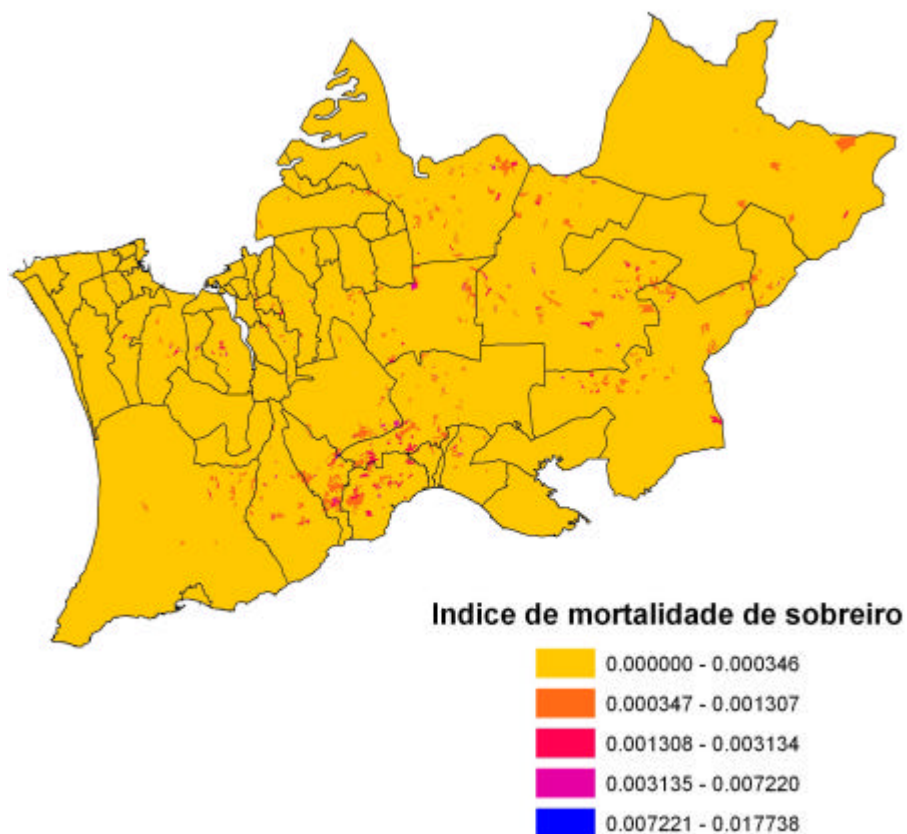 Indice de mortalidade de sobreiro
0.000000 - 0.000346
0.000347 - 0.001307
0.001308 - 0.003134
0.003135 - 0.007220
0.007221 - 0.017738